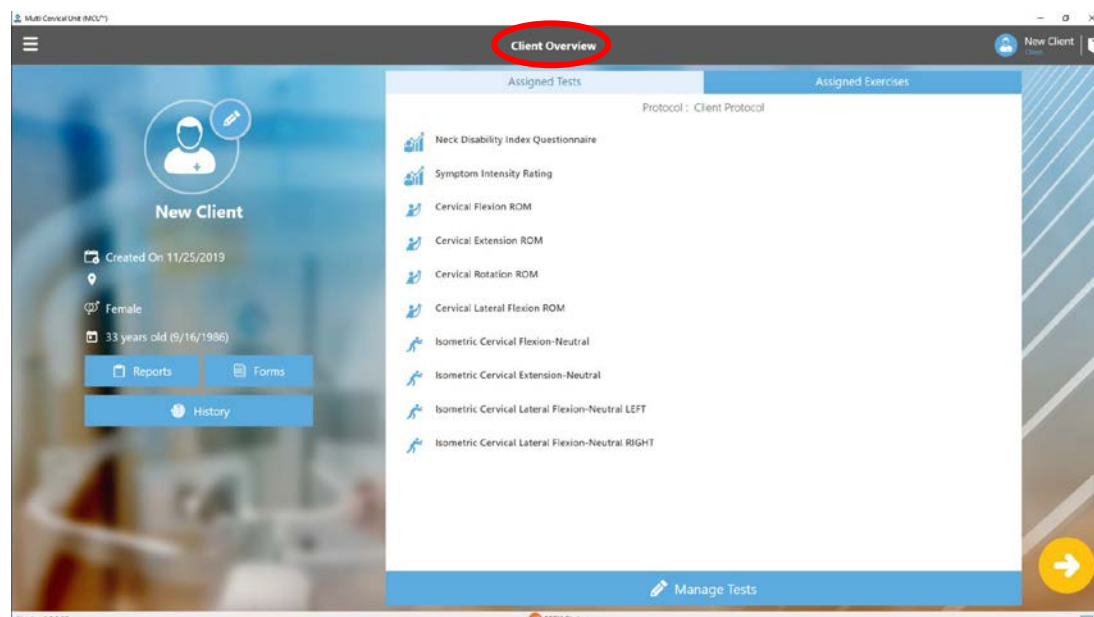 Multi Cervical Unit (MCU™)
Client Overview
New Client
Client
Assigned Tests
Assigned Exercises
Protocol : Client Protocol
Neck Disability Index Questionnaire
Symptom Intensity Rating
Cervical Flexion ROM
Cervical Extension ROM
Cervical Rotation ROM
Cervical Lateral Flexion ROM
Isometric Cervical Flexion-Neutral
Isometric Cervical Extension-Neutral
Isometric Cervical Lateral Flexion-Neutral LEFT
Isometric Cervical Lateral Flexion-Neutral RIGHT
Manage Tests
New Client
Created On 11/25/2019
Female
33 years old (9/16/1986)
Reports
Forms
History